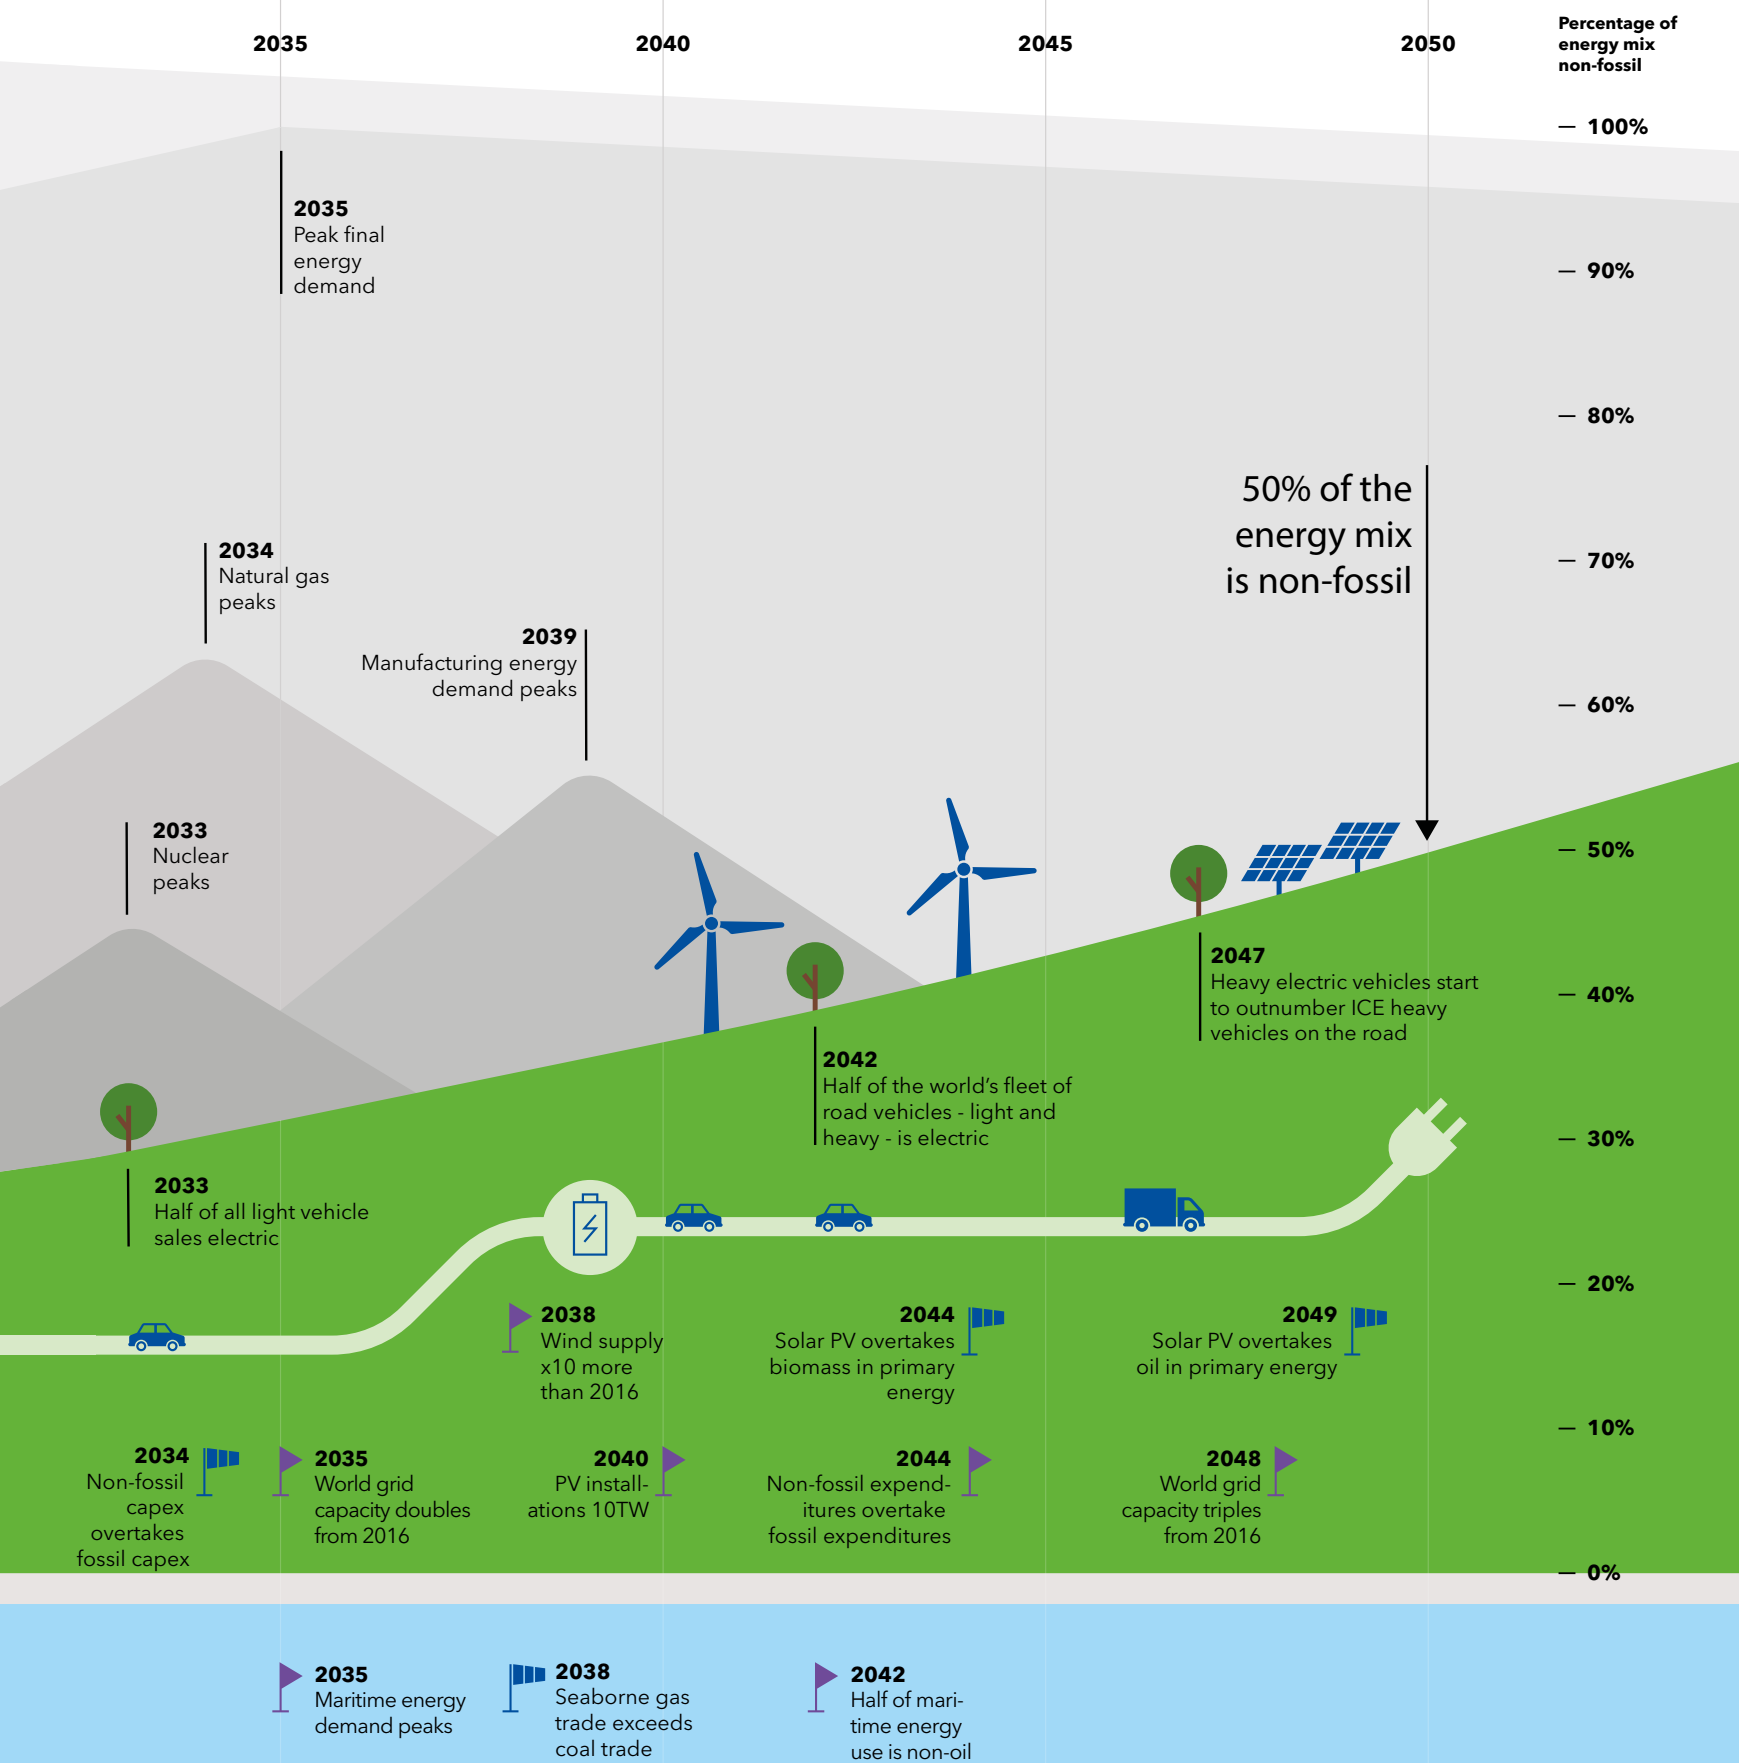 2035
2040
2045
2050
Percentage of
energy mix
non-fossil
100%
90%
80%
70%
60%
50%
40%
30%
20%
10%
0%
2035
Peak final
energy
demand
2034
Natural gas
peaks
2039
Manufacturing energy
demand peaks
50% of the
energy mix
is non-fossil
2033
Nuclear
peaks
2047
Heavy electric vehicles start
to outnumber ICE heavy
vehicles on the road
2042
Half of the world’s fleet of
road vehicles - light and
heavy - is electric
2033
Half of all light vehicle
sales electric
2038
Wind supply
x10 more
than 2016
2044
Solar PV overtakes
biomass in primary
energy
2049
Solar PV overtakes
oil in primary energy
2034
Non-fossil
capex
overtakes
fossil capex
2035
World grid
capacity doubles
from 2016
2040
PV install-
ations 10TW
2044
Non-fossil expend-
itures overtake
fossil expenditures
2048
World grid
capacity triples
from 2016
2035
Maritime energy
demand peaks
2038
Seaborne gas
trade exceeds
coal trade
2042
Half of mari-
time energy
use is non-oil